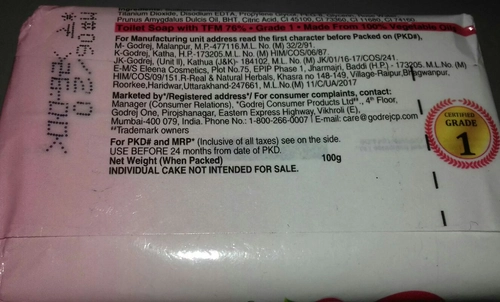 Titanium Dioxide, Disodium EDTA,
Prunus Amygdalus Dulcis Oil, BHT, Citric Acid, CI 45100, CI 73360, CI 11680, CI 74160
Toilet Soap with TFM 76% • Grade 1 • Made From 100% Vegetable Oils
For Manufacturing unit address read the first character before Packed on (PKD#),
M- Godrej, Malanpur, M.P.-477116.M.L. No. (M) 32/2/91.
K-Godrej, Katha, H.P.-173205.M.L. No. (M) HIM/COS/06/87.
JK-Godrej, (Unit II), Kathua (J&K)- 184102, M.L. No. (M) JK/01/16-17/COS/241
E-M/S Eleena Cosmetics, Plot No.75, EPIP Phase 1, Jharmari, Baddi (H.P.) - 173205. M.L.No. (M)
HIM/COS/09/151.R-Real & Natural Herbals, Khasra no 148-149, Village-Raipur,Bhagwanpur,
Roorkee,Haridwar,Uttarakhand-247661, M.L.No.(M) 11/C/UA/2017
Marketed by*/Registered address*/ For consumer complaints, contact:
Manager (Consumer Relations), "Godrej Consumer Products Ltd", 4th Floor,
Godrej One, Pirojshanagar, Eastern Express Highway, Vikhroli (E),
Mumbai-400 079, India. Phone No.: 1-800-266-0007 | E-mail: care@godrejcp.com
**Trademark owners
For PKD# and MRP* (Inclusive of all taxes) see on the side.
USE BEFORE 24 months from date of PKD.
Net Weight (When Packed) 100g
INDIVIDUAL CAKE NOT INTENDED FOR SALE.
CERTIFIED
GRADE
1
M#06/20